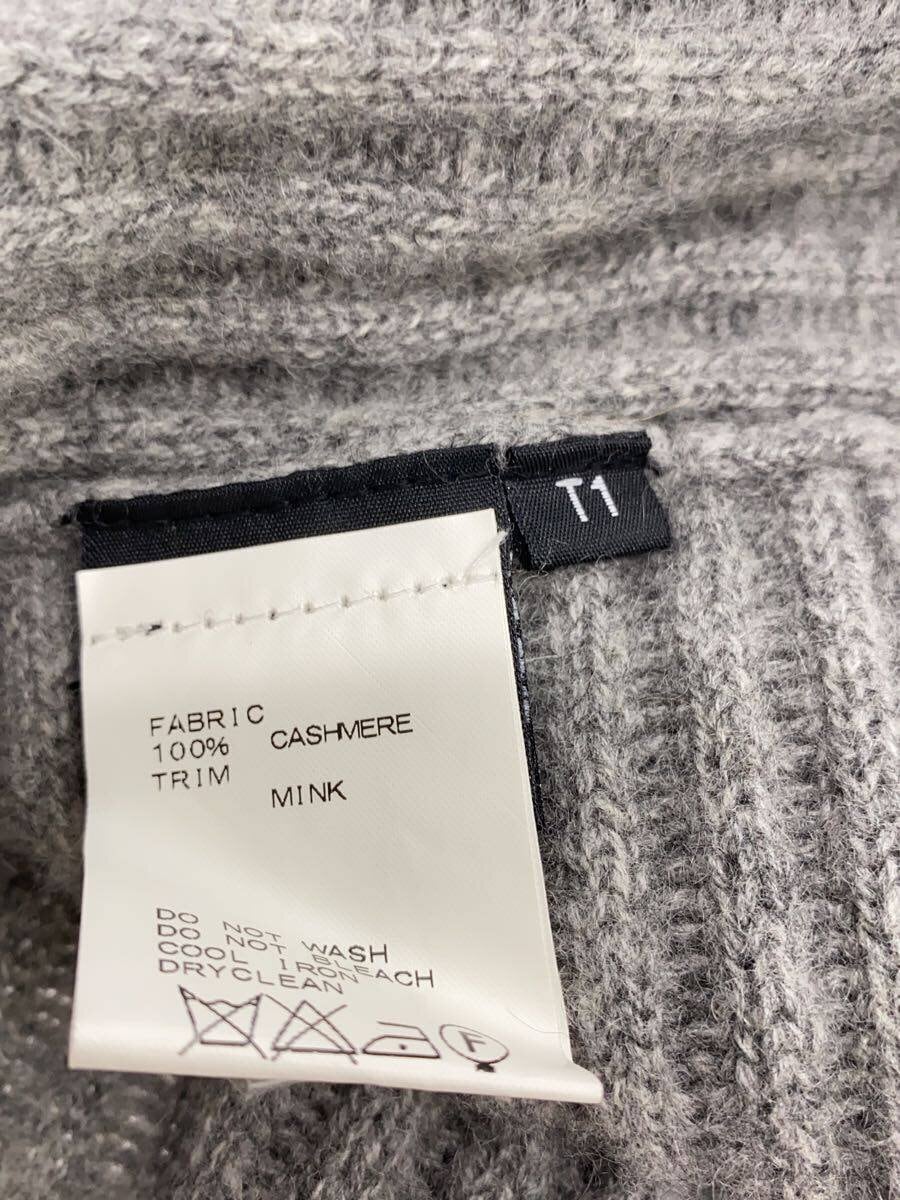 T1
FABRIC
100% CASHMERE
TRIM
MINK
DO NOT WASH
DO NOT BLEACH
COOL IRON
DRYCLEAN
F